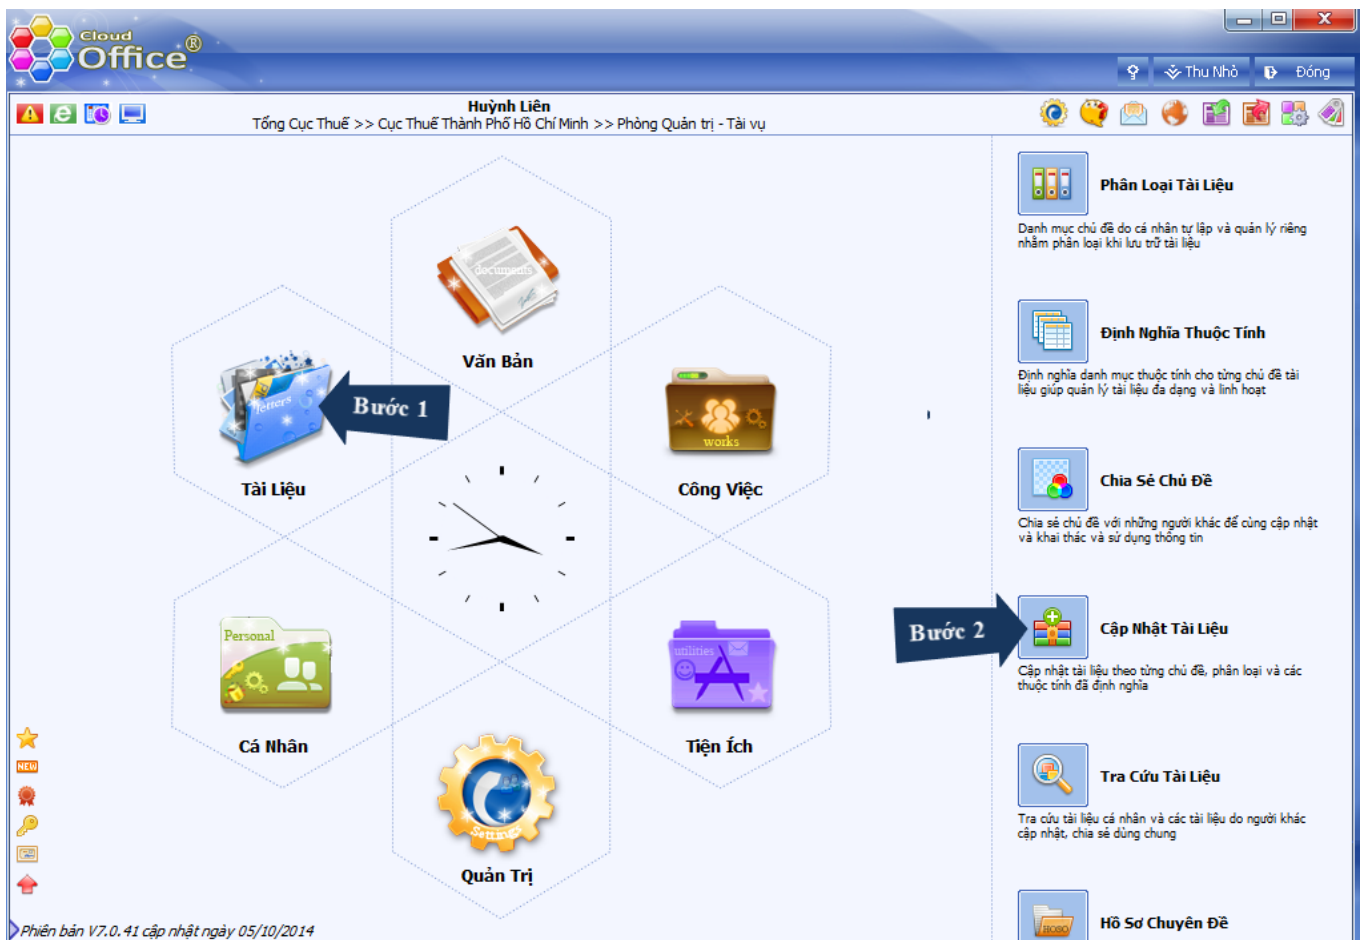 Cloud
Office®
Thu Nhỏ
Đóng
Huỳnh Liên
Tổng Cục Thuế >> Cục Thuế Thành Phố Hồ Chí Minh >> Phòng Quản trị - Tài vụ
documents
Văn Bản
letters
Bước 1
Tài Liệu
works
Công Việc
Personal
Cá Nhân
utilities
Tiện Ích
Settings
Quản Trị
NEW
Phiên bản V7.0.41 cập nhật ngày 05/10/2014
Phân Loại Tài Liệu
Danh mục chủ đề do cá nhân tự lập và quản lý riêng
nhằm phân loại khi lưu trữ tài liệu
Định Nghĩa Thuộc Tính
Định nghĩa danh mục thuộc tính cho từng chủ đề tài
liệu giúp quản lý tài liệu đa dạng và linh hoạt
Chia Sẻ Chủ Đề
Chia sẻ chủ đề với những người khác để cùng cập nhật
và khai thác và sử dụng thông tin
Bước 2
Cập Nhật Tài Liệu
Cập nhật tài liệu theo từng chủ đề, phân loại và các
thuộc tính đã định nghĩa
Tra Cứu Tài Liệu
Tra cứu tài liệu cá nhân và các tài liệu do người khác
cập nhật, chia sẻ dùng chung
HOSO
Hồ Sơ Chuyên Đề